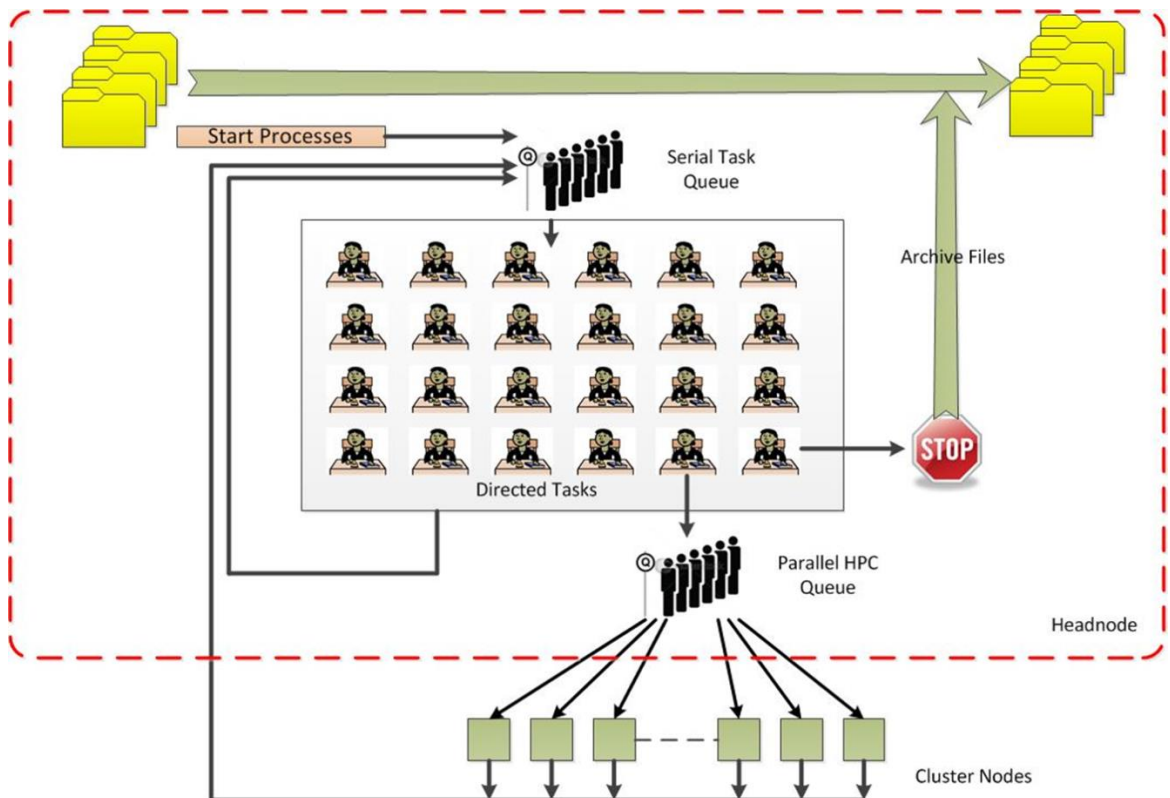 Start Processes
Serial Task
Queue
Archive Files
STOP
Directed Tasks
Parallel HPC
Queue
Headnode
Cluster Nodes